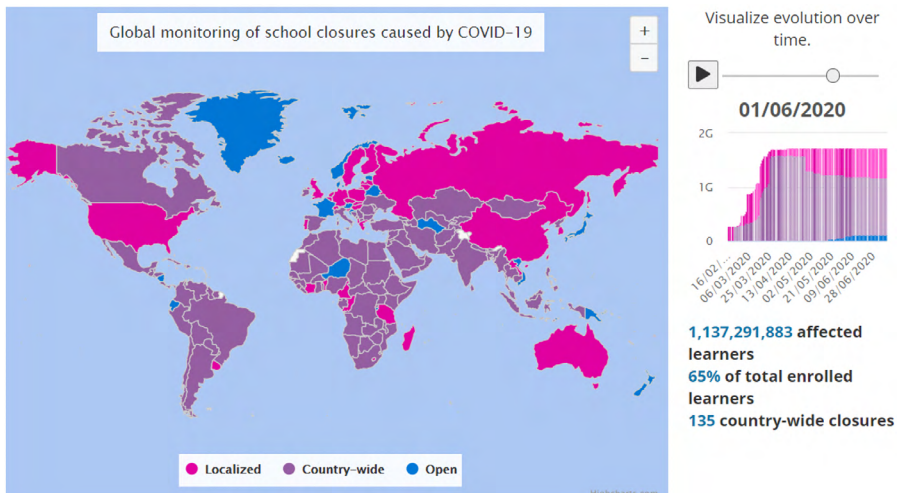 Global monitoring of school closures caused by COVID-19
+
−
Localized
Country-wide
Open
Visualize evolution over
time.
01/06/2020
2G
1G
0
16/02/...
06/03/2020
25/03/2020
13/04/2020
02/05/2020
21/05/2020
09/06/2020
28/06/2020
1,137,291,883 affected
learners
65% of total enrolled
learners
135 country-wide closures